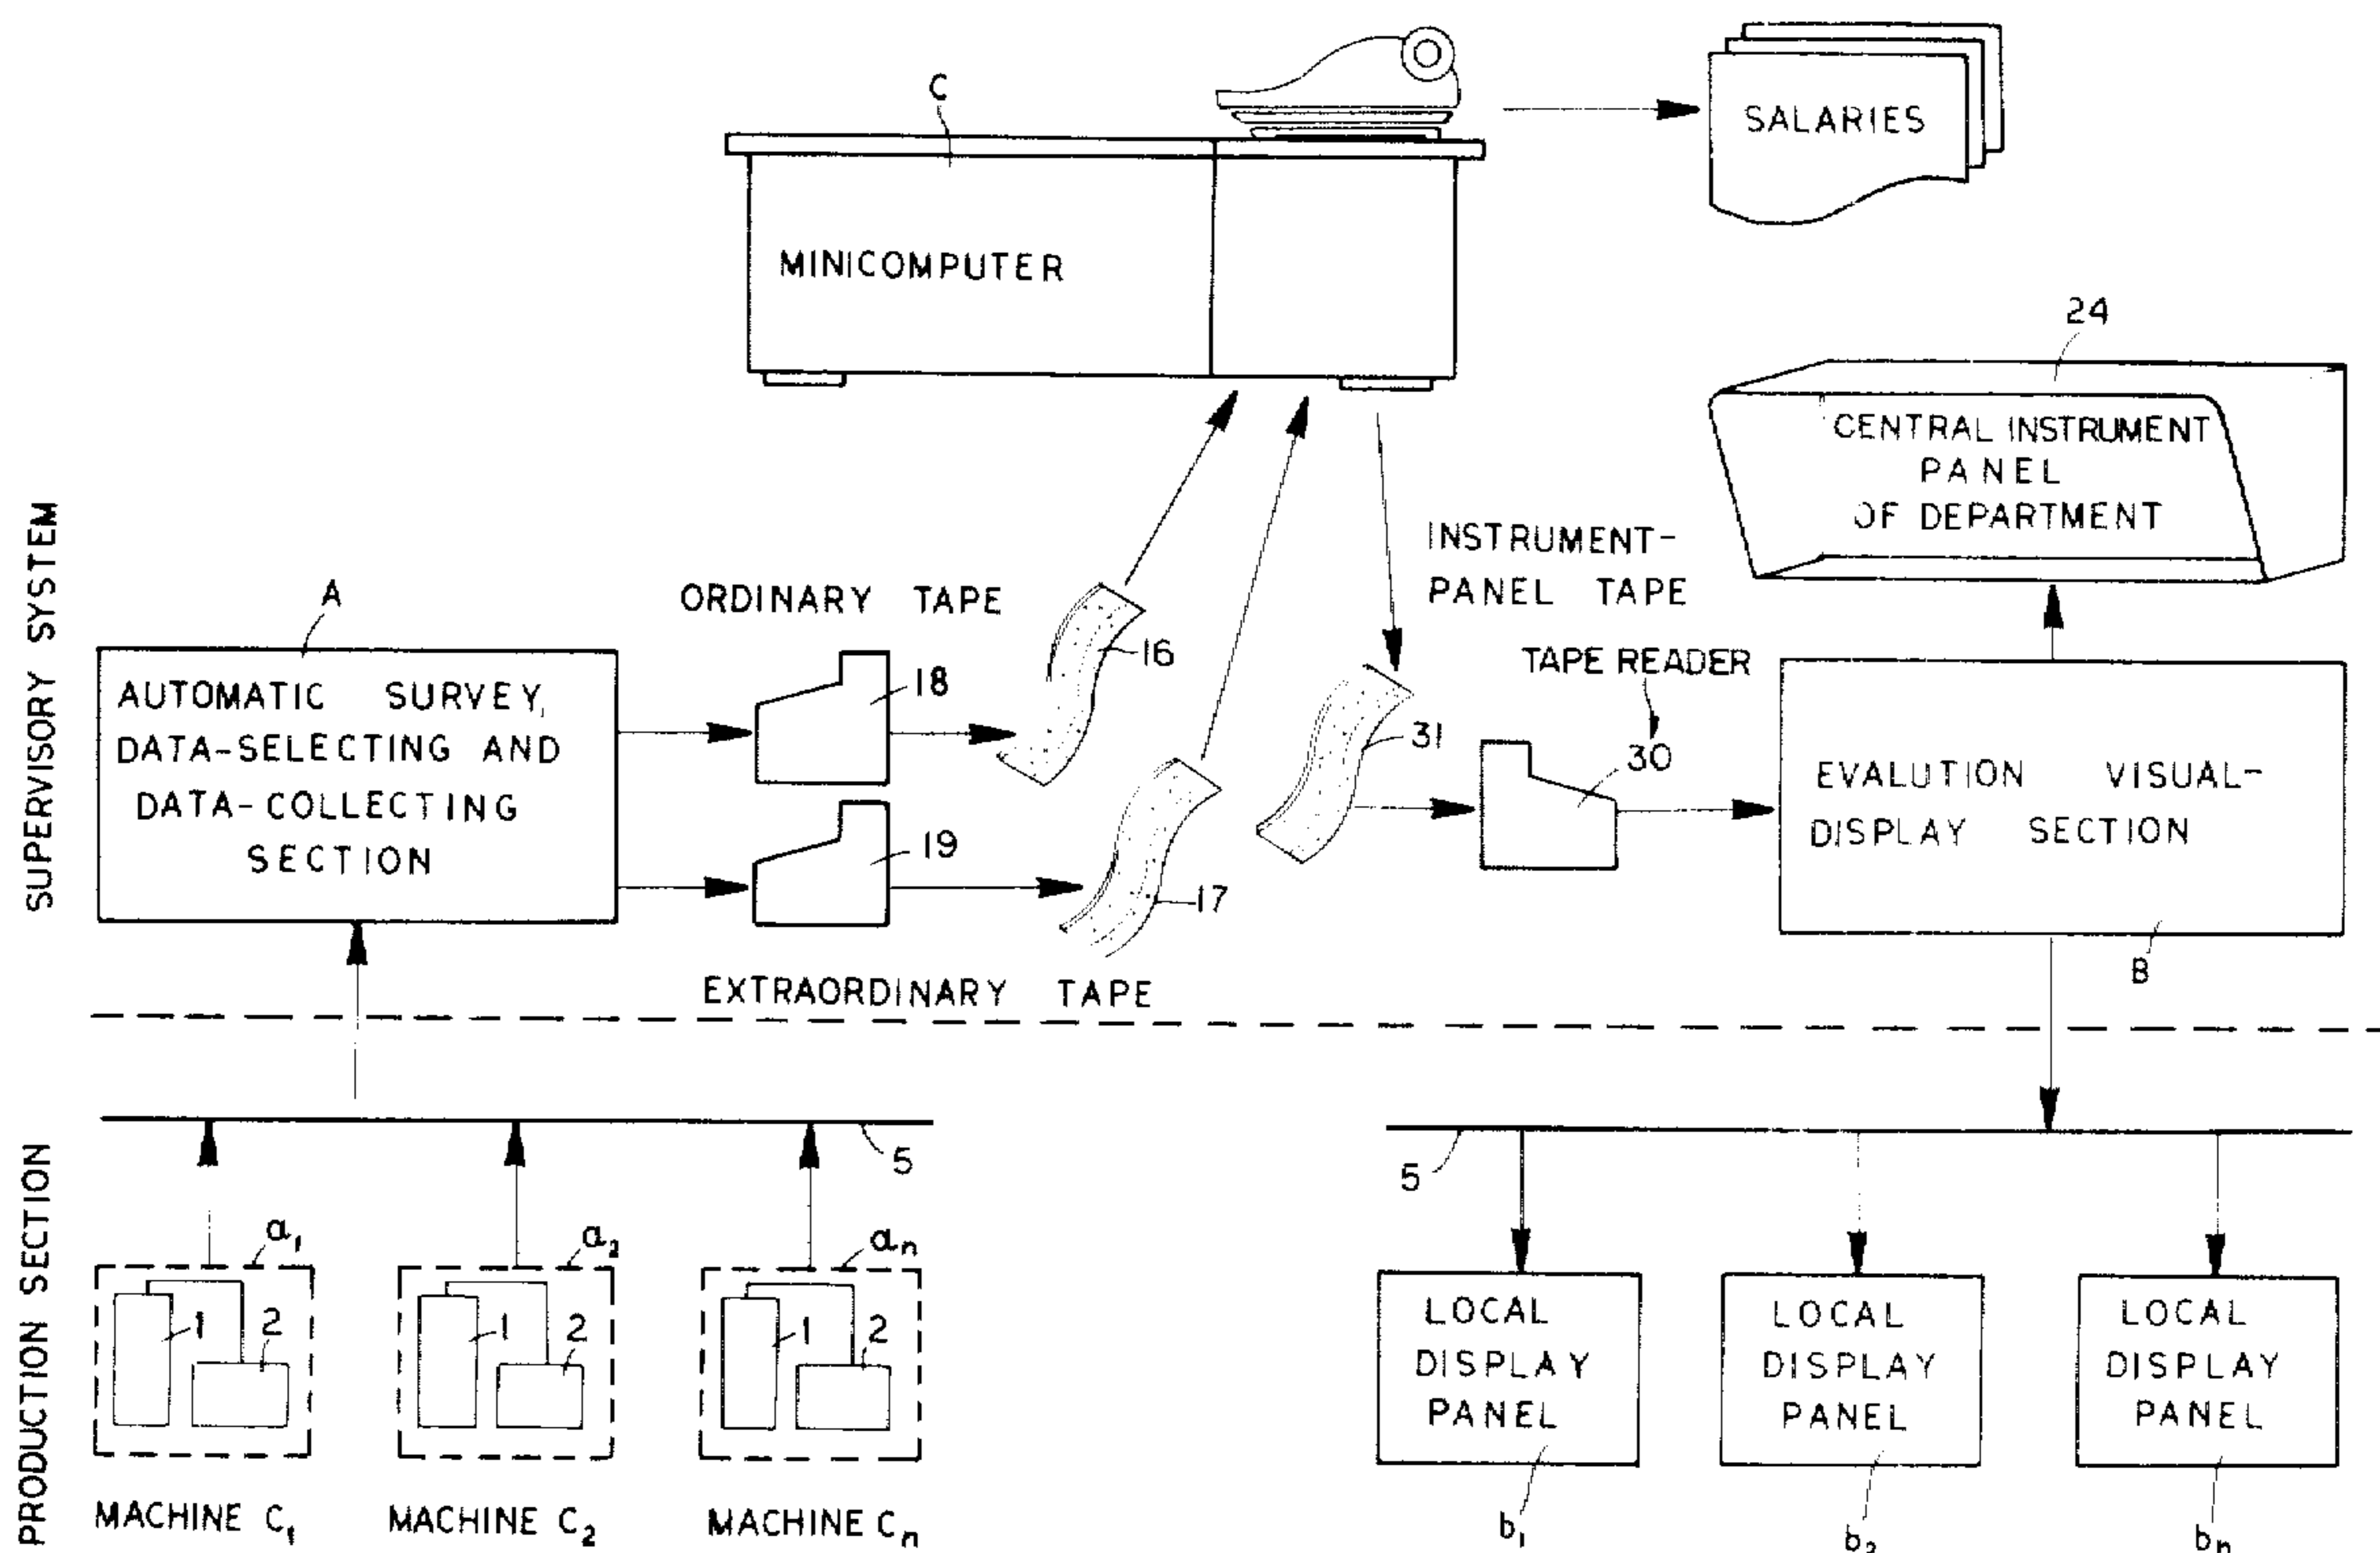 C
SALARIES
MINICOMPUTER
24
CENTRAL INSTRUMENT
PANEL
OF DEPARTMENT
SUPERVISORY SYSTEM
A
AUTOMATIC SURVEY,
DATA-SELECTING AND
DATA-COLLECTING
SECTION
ORDINARY TAPE
18
16
19
17
EXTRAORDINARY TAPE
INSTRUMENT-
PANEL TAPE
31
TAPE READER
30
EVALUTION VISUAL-
DISPLAY SECTION
B
PRODUCTION SECTION
5
a1
1
2
MACHINE C1
a2
1
2
MACHINE C2
an
1
2
MACHINE Cn
5
LOCAL
DISPLAY
PANEL
b1
LOCAL
DISPLAY
PANEL
b2
LOCAL
DISPLAY
PANEL
bn